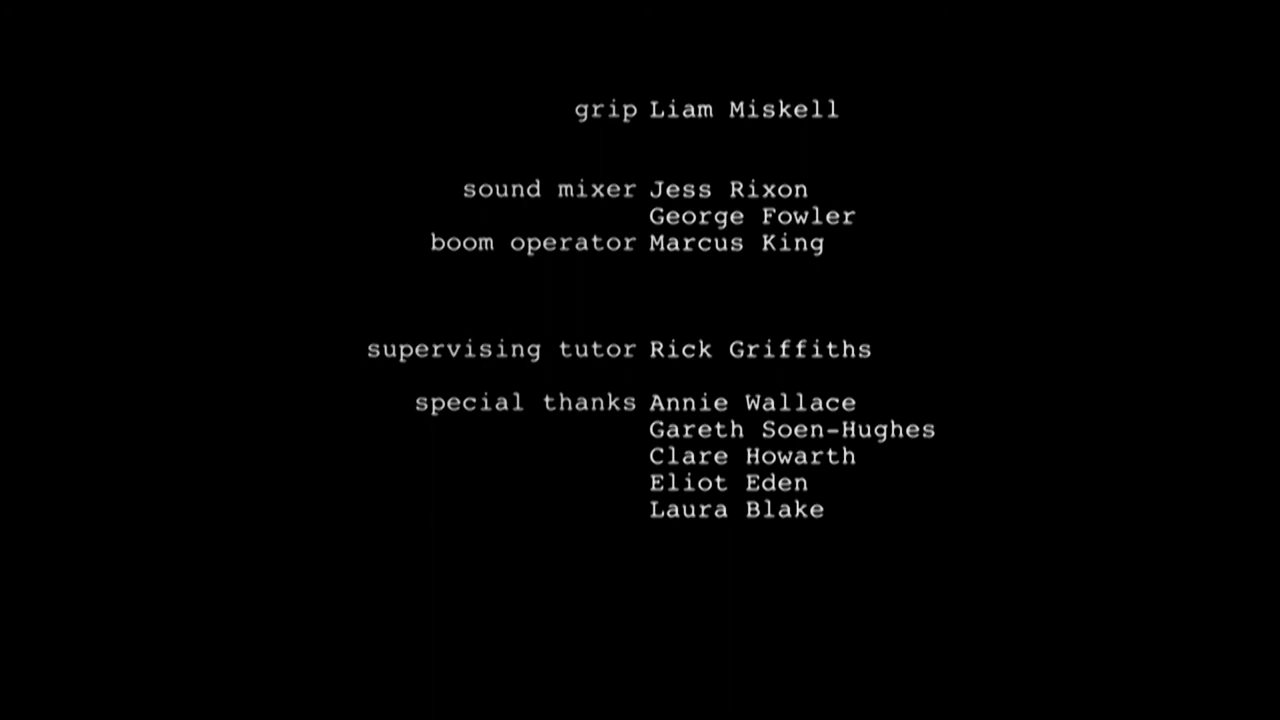 grip Liam Miskell
sound mixer Jess Rixon
George Fowler
boom operator Marcus King
supervising tutor Rick Griffiths
special thanks Annie Wallace
Gareth Soen-Hughes
Clare Howarth
Eliot Eden
Laura Blake